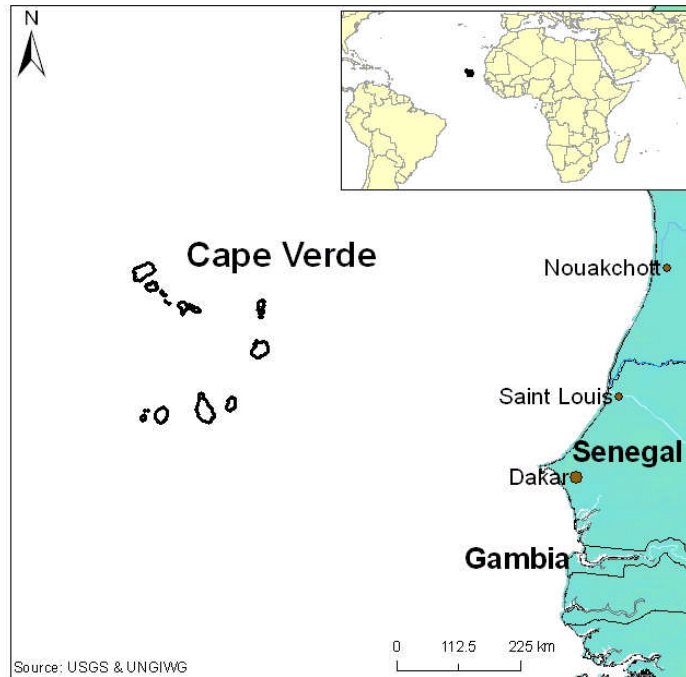 N
Cape Verde
Nouakchott
Saint Louis
Senegal
Dakar
Gambia
0 112.5 225 km
Source: USGS & UNGIWG